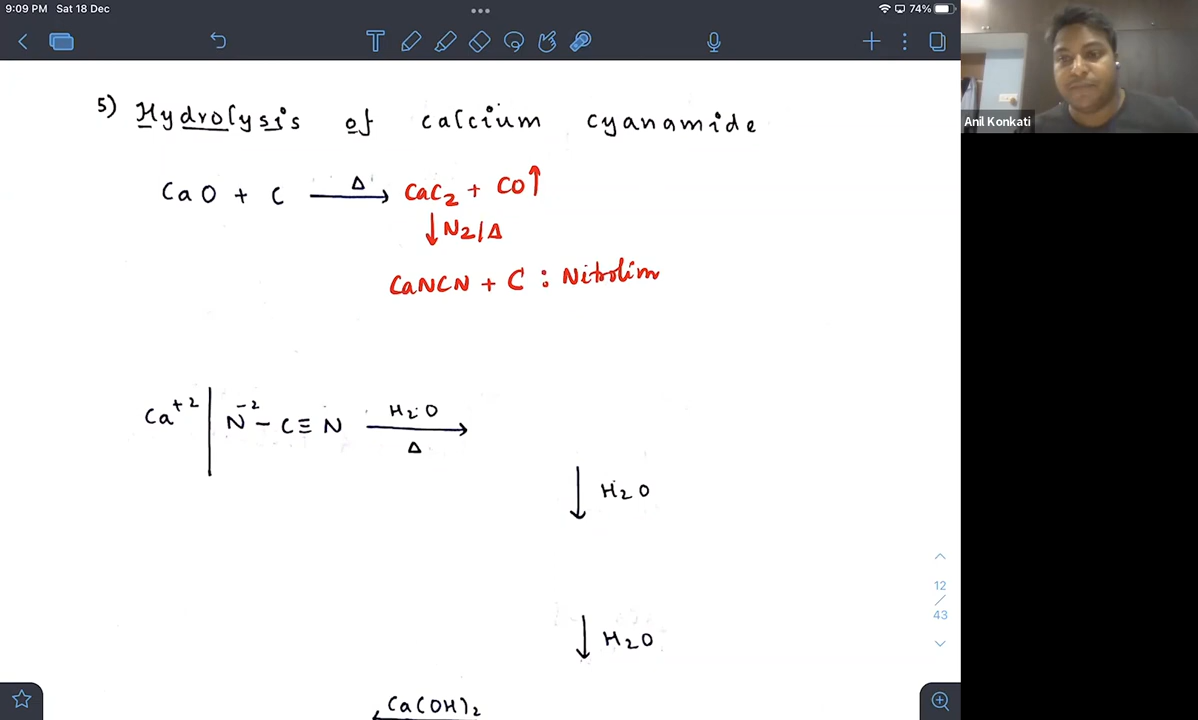 9:09 PM Sat 18 Dec
74%
Anil Konkati
5) Hydrolysis of calcium cyanamide
CaO + C Δ→ CaC2 + CO↑
↓ N2/Δ
CaNCN + C : Nitrolim
Ca+2 | N-2 - C ≡ N H2O Δ →
↓ H2O
↓ H2O
Ca(OH)2
12
/
43